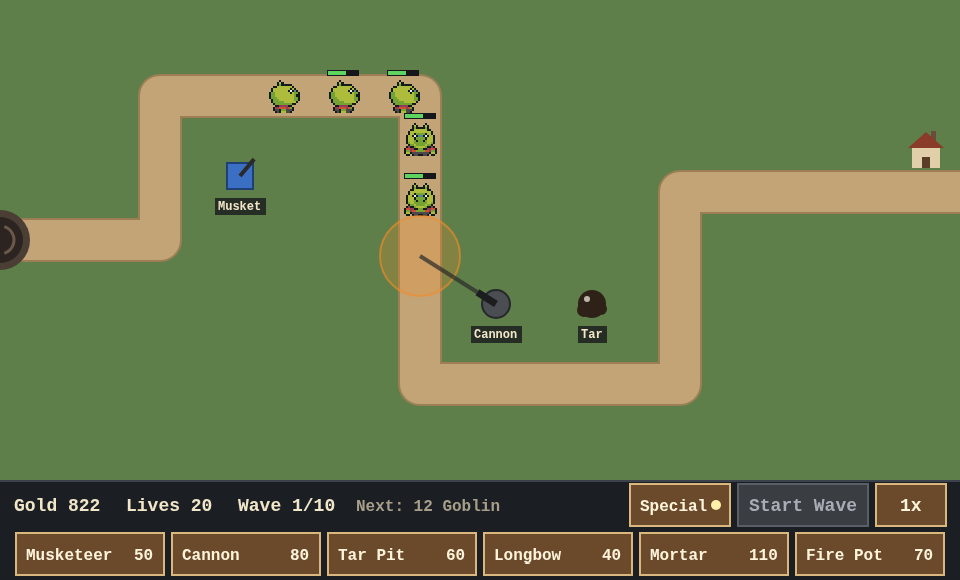 Musket
Cannon
Tar
Gold 822 Lives 20 Wave 1/10 Next: 12 Goblin Special Start Wave 1x
Musketeer 50 Cannon 80 Tar Pit 60 Longbow 40 Mortar 110 Fire Pot 70